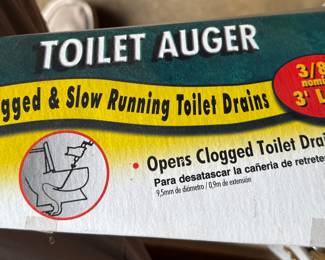 TOILET AUGER
gged & Slow Running Toilet Drains
3/8
nomi
3' L
• Opens Clogged Toilet Drai
Para desatascar la cañeria de retrete
9,5mm de diámetro / 0,9m de extensión